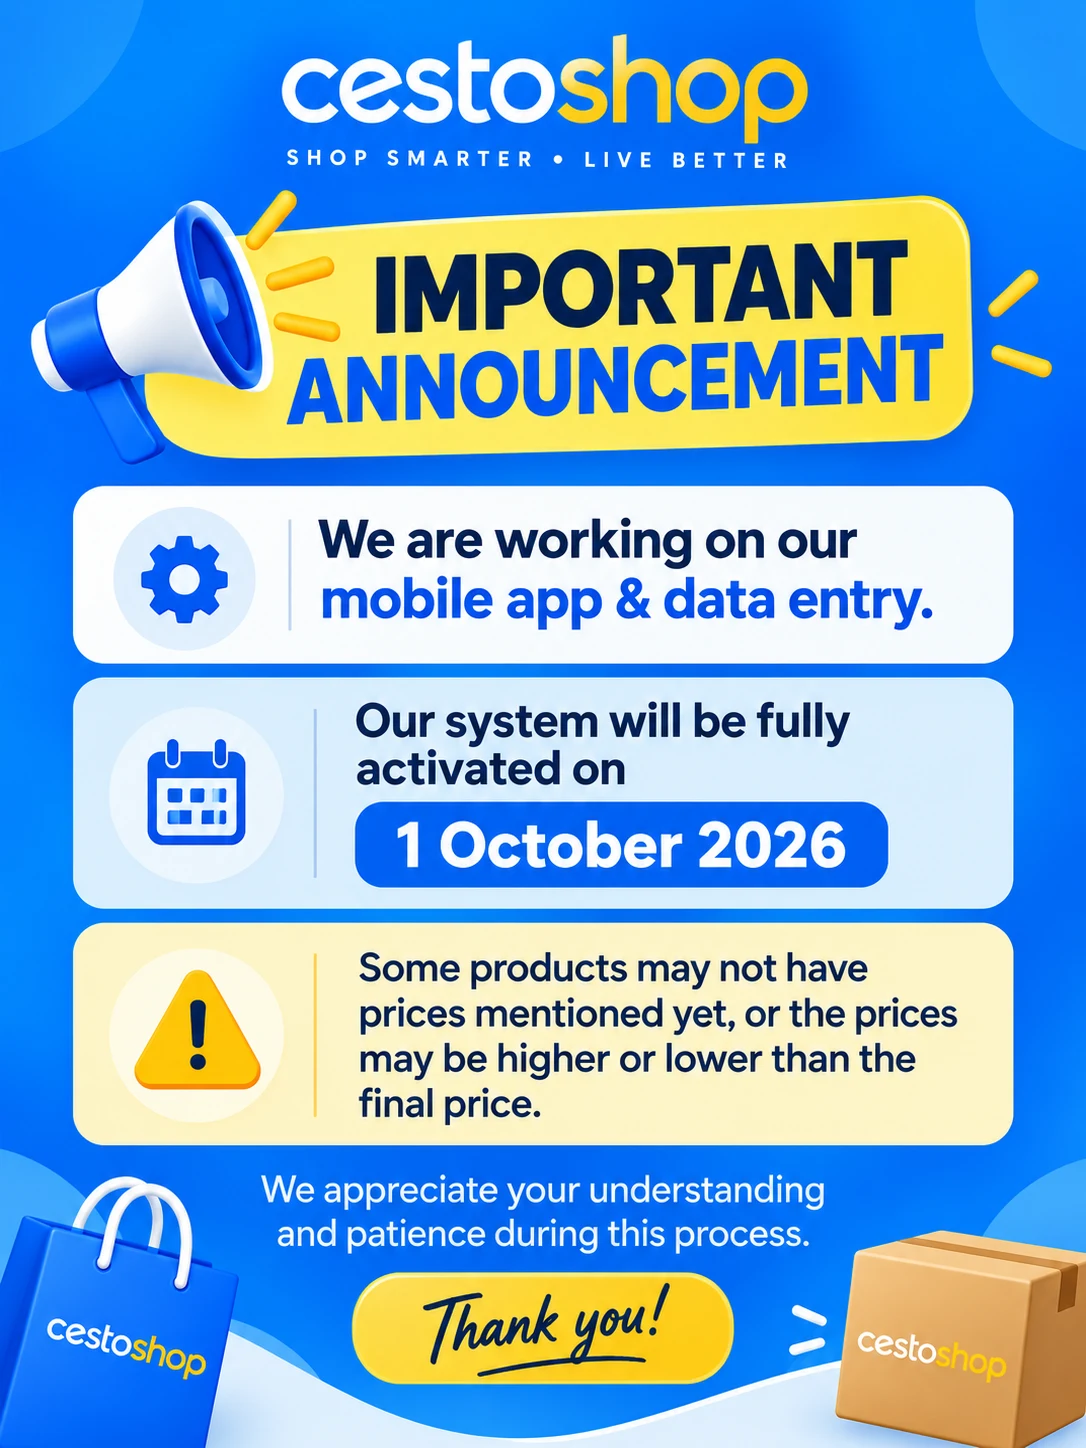 cestoshop
SHOP SMARTER • LIVE BETTER
IMPORTANT
ANNOUNCEMENT
We are working on our
mobile app & data entry.
Our system will be fully
activated on
1 October 2026
Some products may not have
prices mentioned yet, or the prices
may be higher or lower than the
final price.
We appreciate your understanding
and patience during this process.
Thank you!
cestoshop
cestoshop